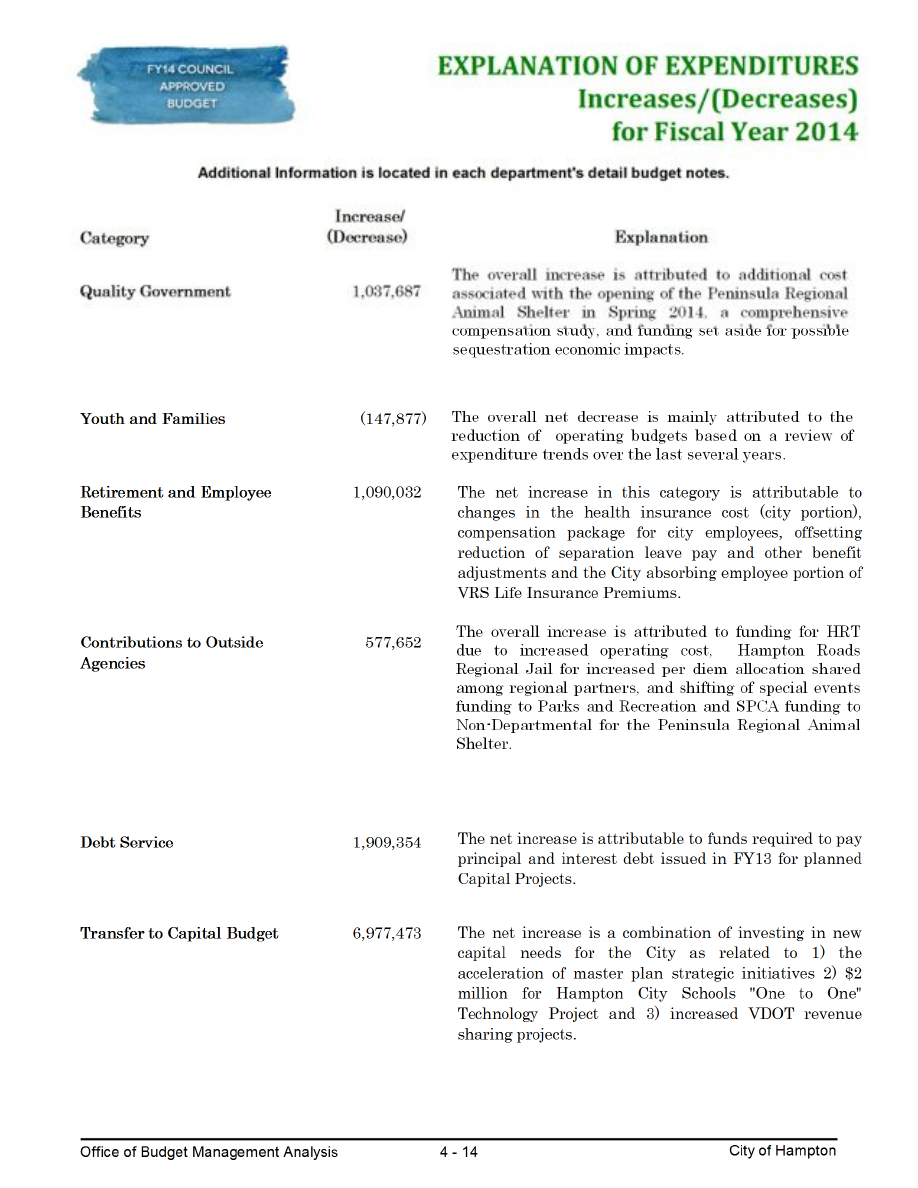 FY14 COUNCIL
APPROVED
BUDGET
EXPLANATION OF EXPENDITURES
Increases/(Decreases)
for Fiscal Year 2014
Additional Information is located in each department's detail budget notes.
Category
Increase/
(Decrease)
Explanation
Quality Government
1,037,687
The overall increase is attributed to additional cost
associated with the opening of the Peninsula Regional
Animal Shelter in Spring 2014, a comprehensive
compensation study, and funding set aside for possible
sequestration economic impacts.
Youth and Families
(147,877)
The overall net decrease is mainly attributed to the
reduction of operating budgets based on a review of
expenditure trends over the last several years.
Retirement and Employee
Benefits
1,090,032
The net increase in this category is attributable to
changes in the health insurance cost (city portion),
compensation package for city employees, offsetting
reduction of separation leave pay and other benefit
adjustments and the City absorbing employee portion of
VRS Life Insurance Premiums.
Contributions to Outside
Agencies
577,652
The overall increase is attributed to funding for HRT
due to increased operating cost, Hampton Roads
Regional Jail for increased per diem allocation shared
among regional partners, and shifting of special events
funding to Parks and Recreation and SPCA funding to
Non-Departmental for the Peninsula Regional Animal
Shelter.
Debt Service
1,909,354
The net increase is attributable to funds required to pay
principal and interest debt issued in FY13 for planned
Capital Projects.
Transfer to Capital Budget
6,977,473
The net increase is a combination of investing in new
capital needs for the City as related to 1) the
acceleration of master plan strategic initiatives 2) $2
million for Hampton City Schools "One to One"
Technology Project and 3) increased VDOT revenue
sharing projects.
Office of Budget Management Analysis
4 - 14
City of Hampton